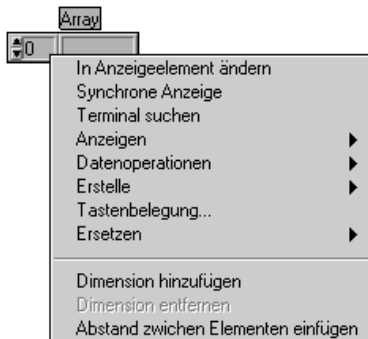 Array
0
In Anzeigeelement ändern
Synchrone Anzeige
Terminal suchen
Anzeigen
Datenoperationen
Erstelle
Tastenbelegung...
Ersetzen
Dimension hinzufügen
Dimension entfernen
Abstand zwichen Elementen einfügen